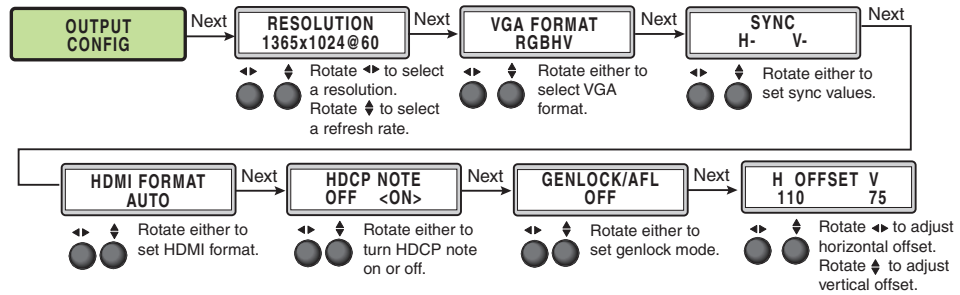 OUTPUT
CONFIG
Next
RESOLUTION
1365x1024@60
Next
VGA FORMAT
RGBHV
Next
SYNC
H- V-
Next
Rotate ◂▸ to select
a resolution.
Rotate ♦ to select
a refresh rate.
Rotate either to
select VGA
format.
Rotate either to
set sync values.
HDMI FORMAT
AUTO
Next
HDCP NOTE
OFF <ON>
Next
GENLOCK/AFL
OFF
Next
H OFFSET V
110 75
Rotate either to
set HDMI format.
Rotate either to
turn HDCP note
on or off.
Rotate either to
set genlock mode.
Rotate ◂▸ to adjust
horizontal offset.
Rotate ♦ to adjust
vertical offset.